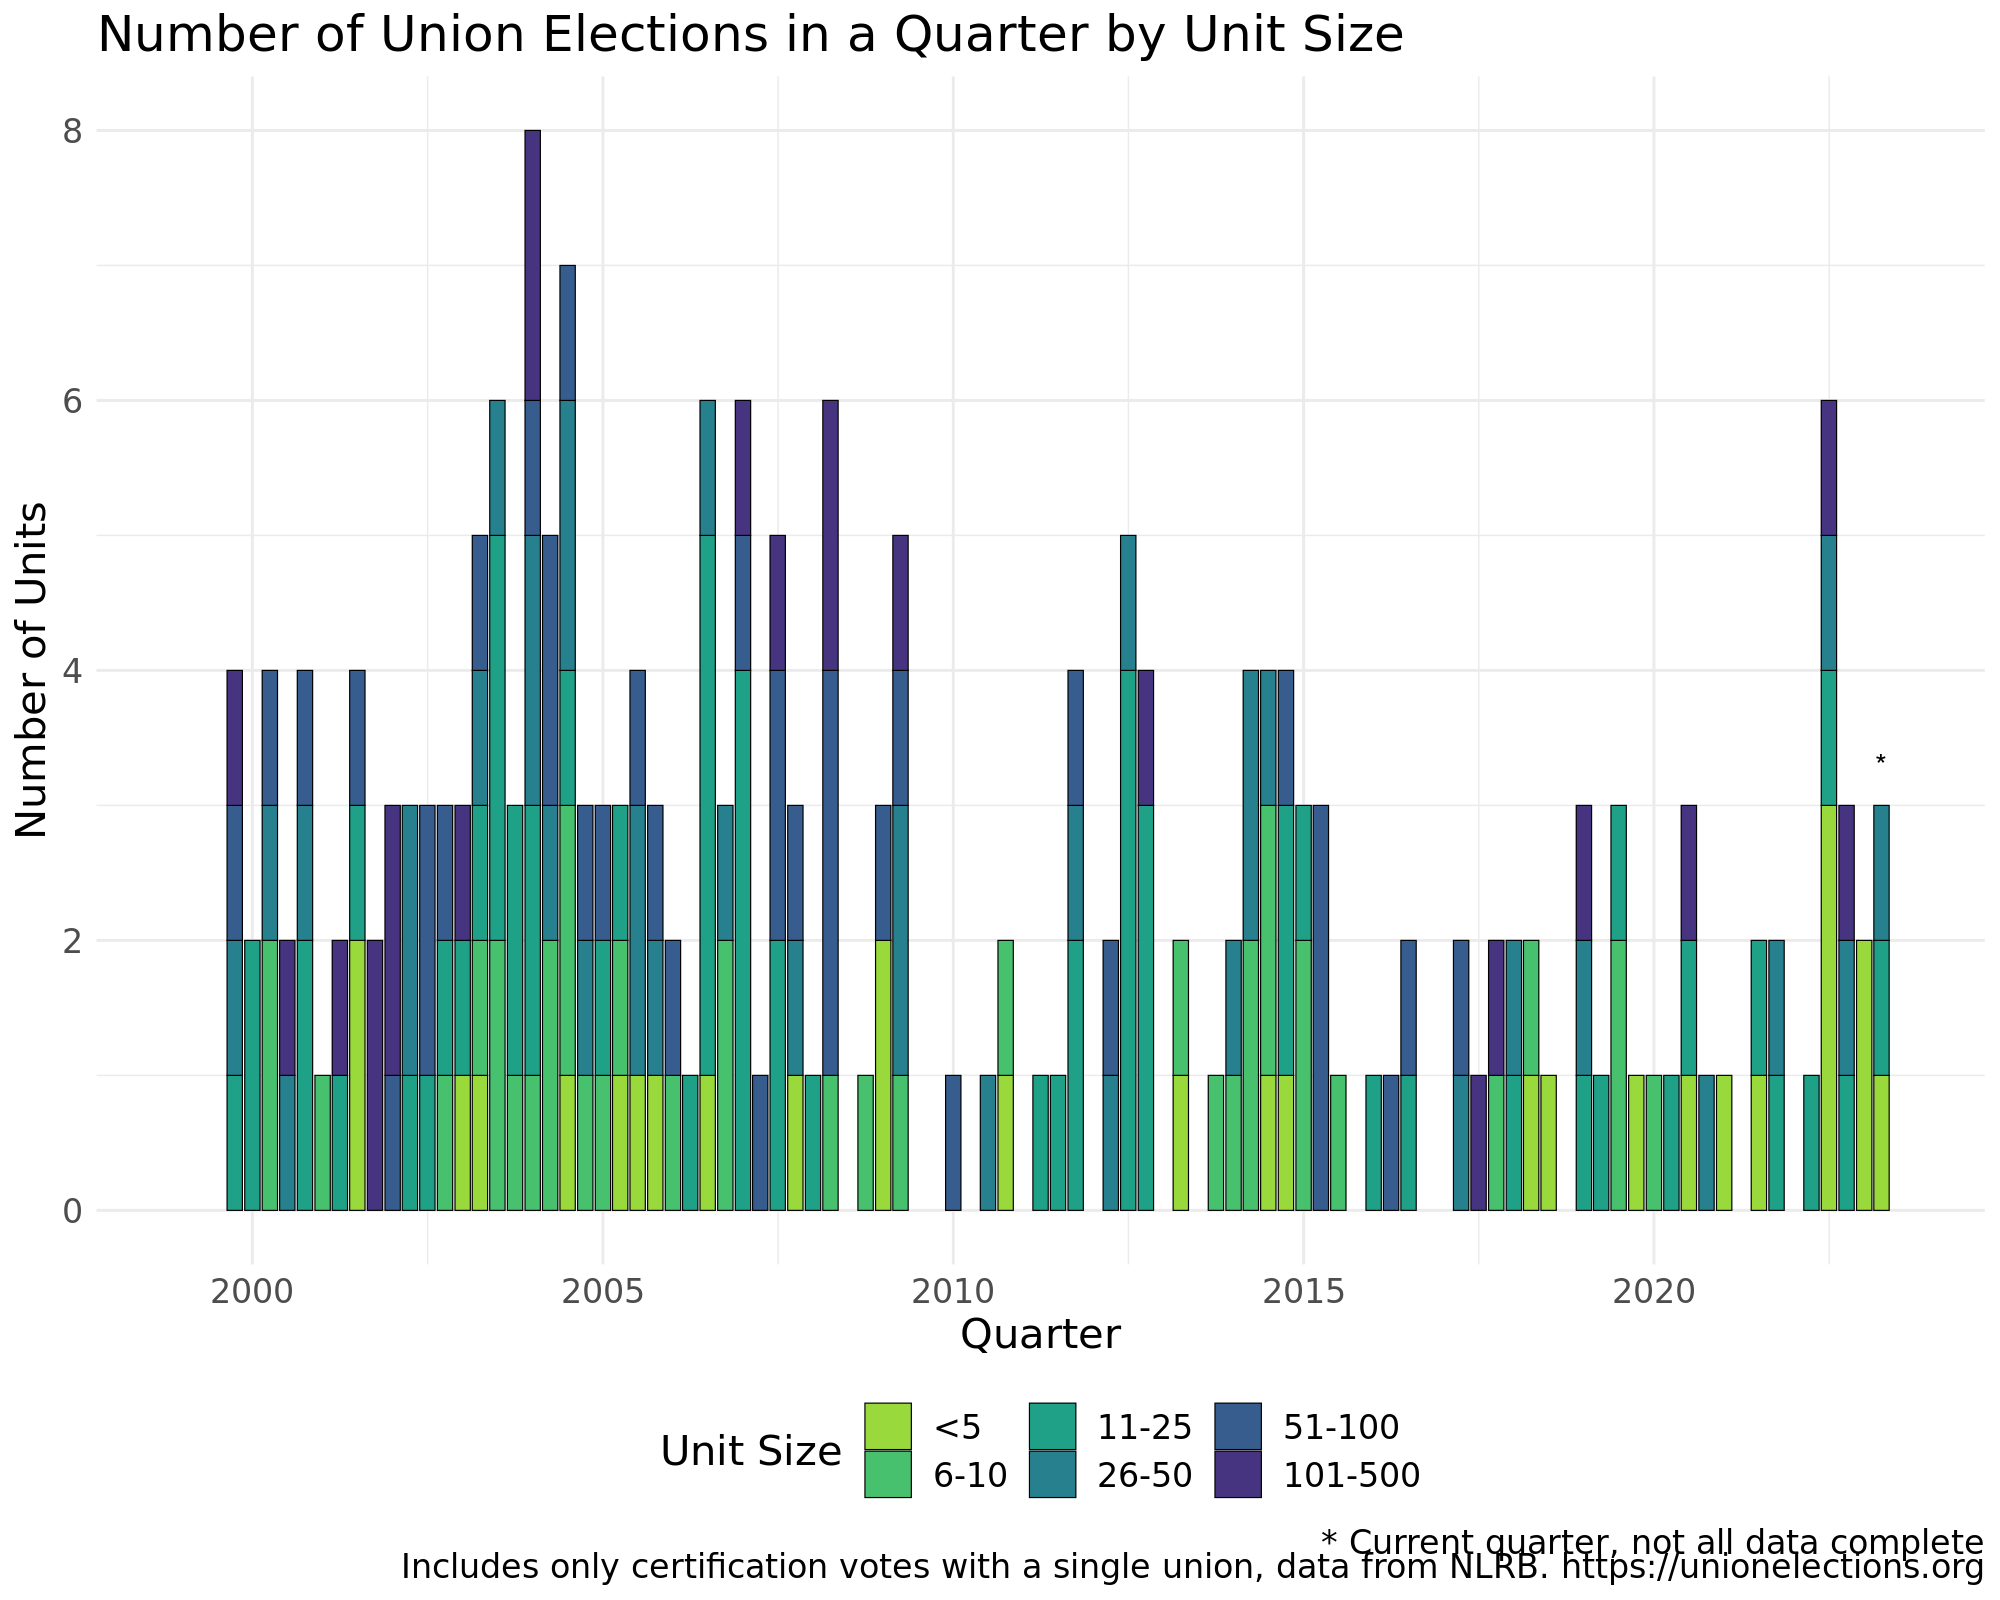 Number of Union Elections in a Quarter by Unit Size
Number of Units
8
6
4
2
0
*
2000 2005 2010 2015 2020
Quarter
Unit Size
<5 11-25 51-100
6-10 26-50 101-500
* Current quarter, not all data complete
Includes only certification votes with a single union, data from NLRB. https://unionelections.org